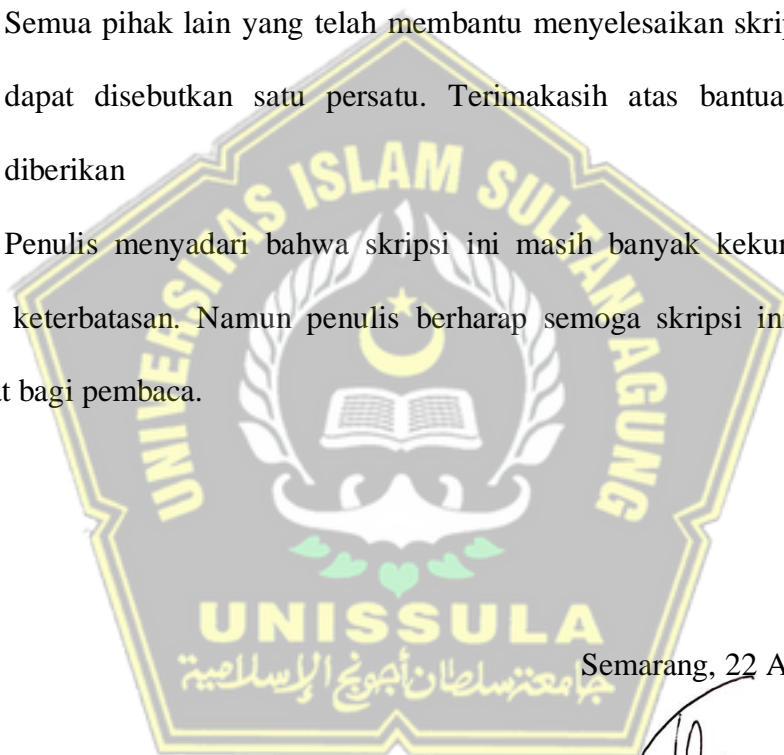 Semua pihak lain yang telah membantu menyelesaikan skrip
dapat disebutkan satu persatu. Terimakasih atas bantua
diberikan
Penulis menyadari bahwa skripsi ini masih banyak kekur
keterbatasan. Namun penulis berharap semoga skripsi in
t bagi pembaca.
UNIVERSITAS ISLAM SULTAN AGUNG
UNISSULA
جامعة سلطان أجونج الإسلامية
Semarang, 22 A